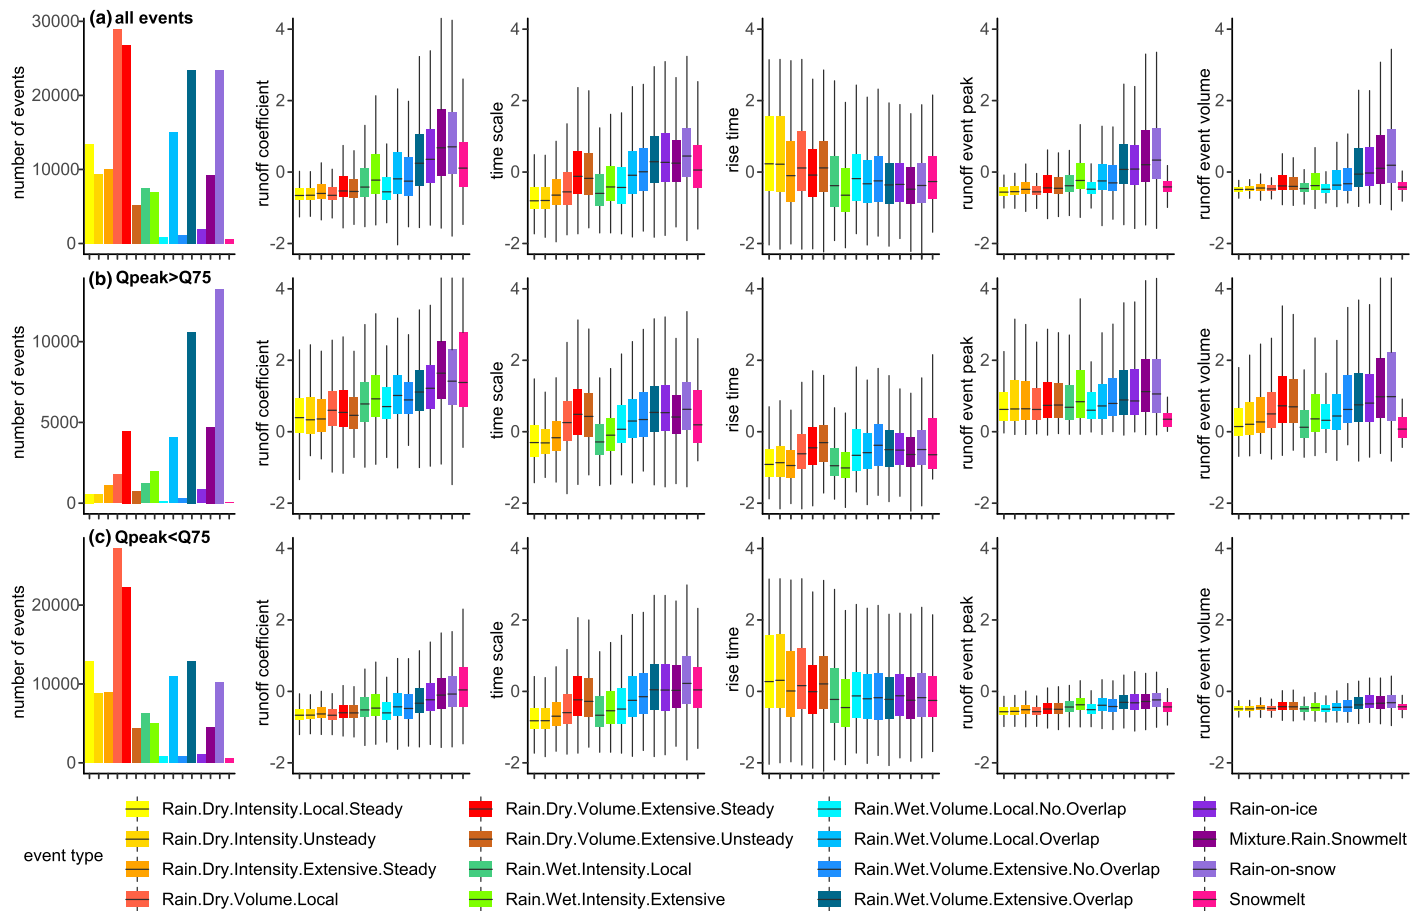 (a) all events
number of events
30000
20000
10000
0
runoff coefficient
4
2
0
-2
time scale
4
2
0
-2
rise time
4
2
0
-2
runoff event peak
4
2
0
-2
runoff event volume
4
2
0
-2
(b) Qpeak>Q75
number of events
10000
5000
0
runoff coefficient
4
2
0
-2
time scale
4
2
0
-2
rise time
4
2
0
-2
runoff event peak
4
2
0
-2
runoff event volume
4
2
0
-2
(c) Qpeak<Q75
number of events
20000
10000
0
runoff coefficient
4
2
0
-2
time scale
4
2
0
-2
rise time
4
2
0
-2
runoff event peak
4
2
0
-2
runoff event volume
4
2
0
-2
event type
Rain.Dry.Intensity.Local.Steady
Rain.Dry.Intensity.Unsteady
Rain.Dry.Intensity.Extensive.Steady
Rain.Dry.Volume.Local
Rain.Dry.Volume.Extensive.Steady
Rain.Dry.Volume.Extensive.Unsteady
Rain.Wet.Intensity.Local
Rain.Wet.Intensity.Extensive
Rain.Wet.Volume.Local.No.Overlap
Rain.Wet.Volume.Local.Overlap
Rain.Wet.Volume.Extensive.No.Overlap
Rain.Wet.Volume.Extensive.Overlap
Rain-on-ice
Mixture.Rain.Snowmelt
Rain-on-snow
Snowmelt